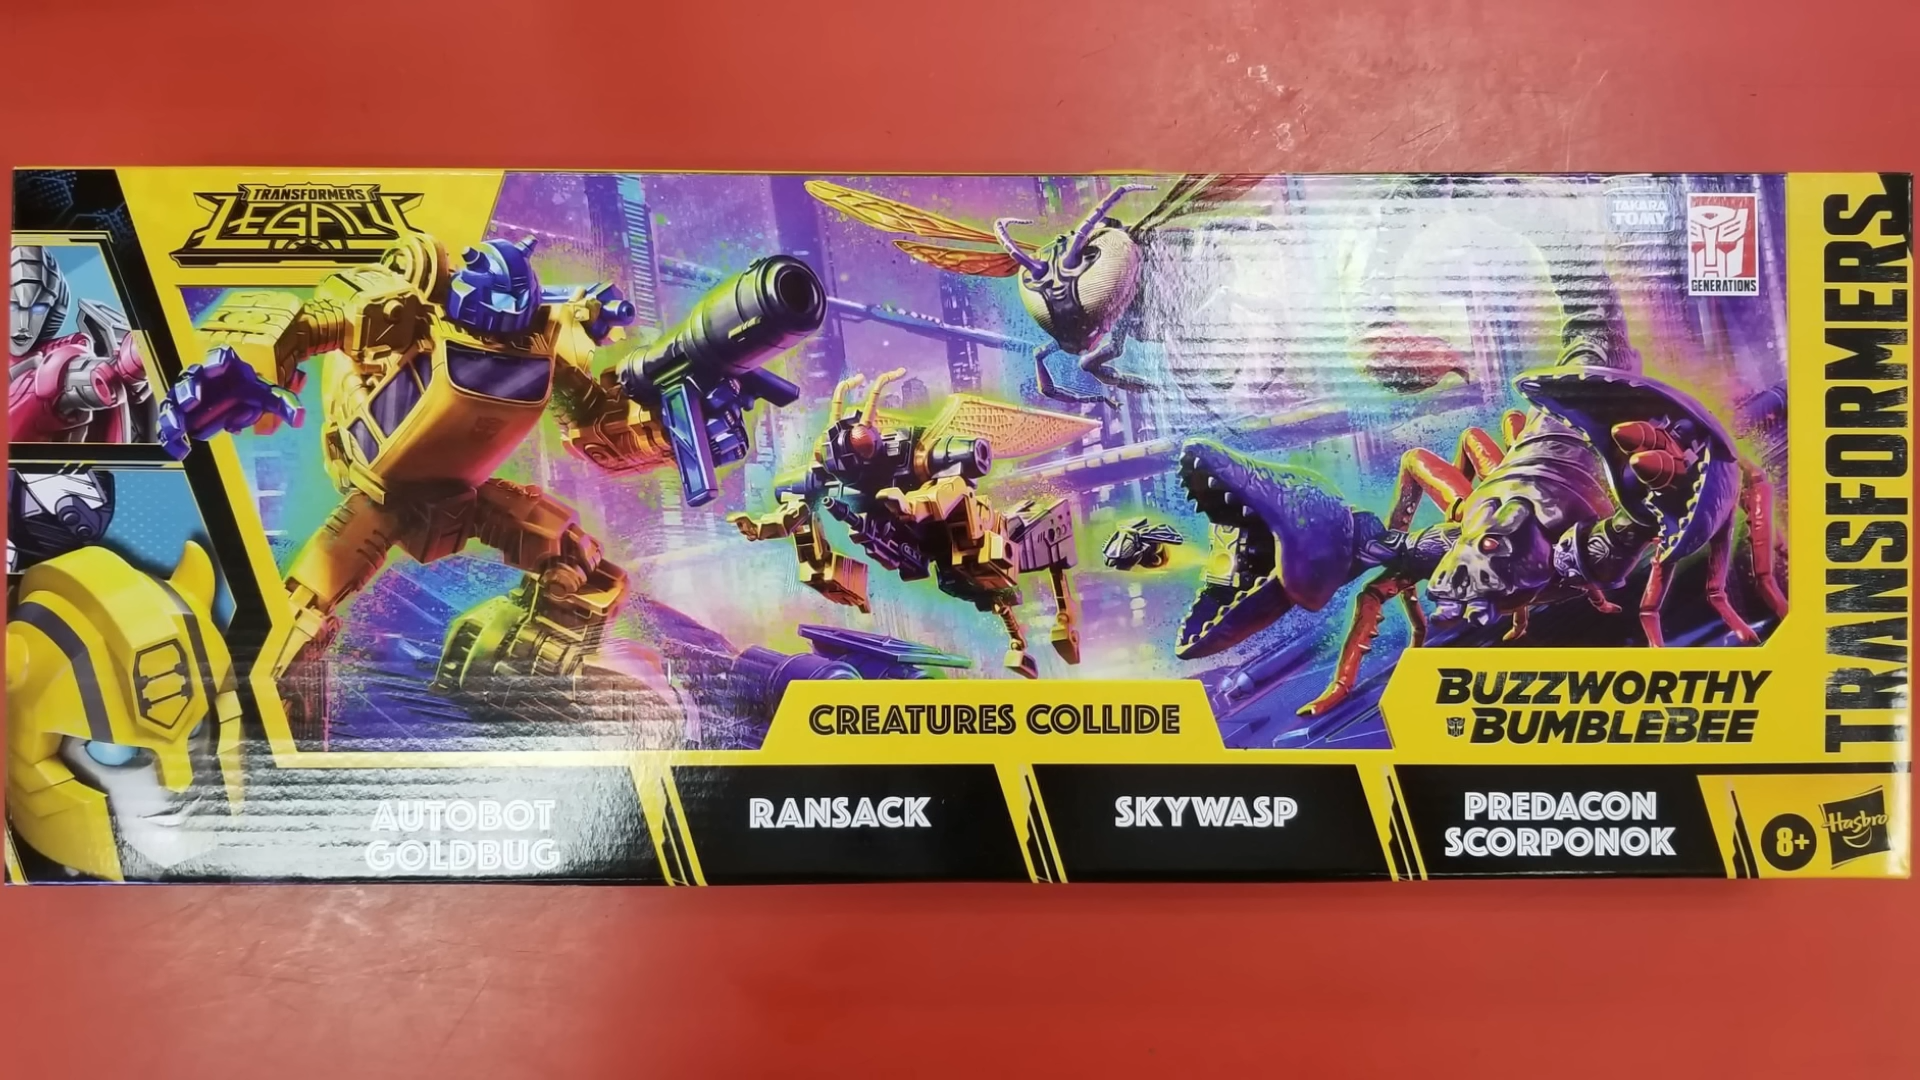 TRANSFORMERS
LEGACY
TAKARA
TOMY
GENERATIONS
TRANSFORMERS
CREATURES COLLIDE
BUZZWORTHY
BUMBLEBEE
AUTOBOT
GOLDBUG
RANSACK
SKYWASP
PREDACON
SCORPONOK
8+
Hasbro